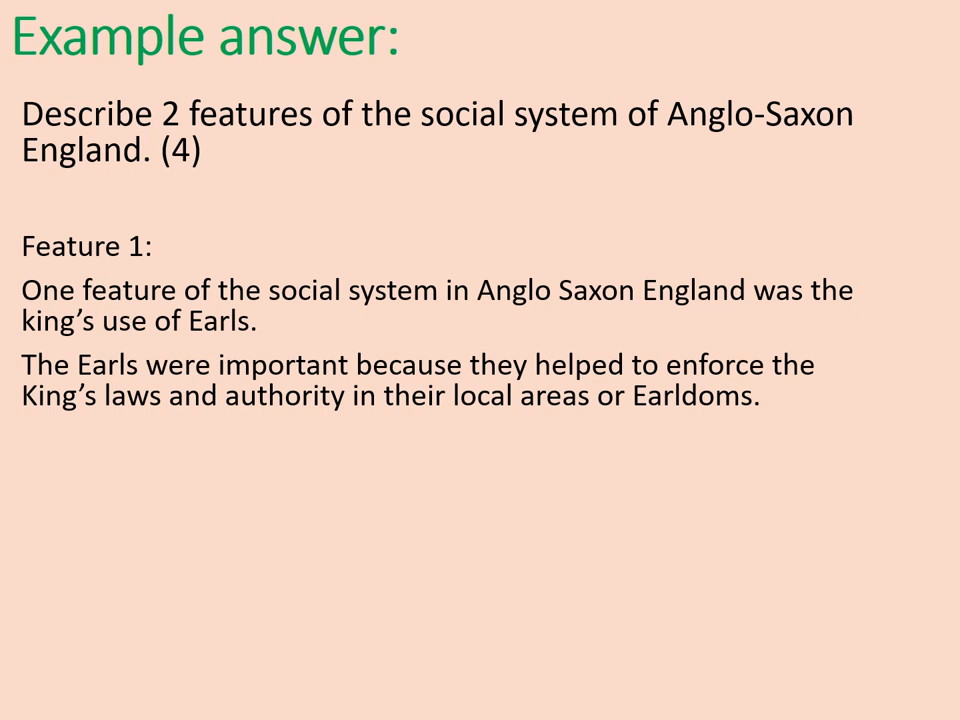 Example answer:
Describe 2 features of the social system of Anglo-Saxon
England. (4)
Feature 1:
One feature of the social system in Anglo Saxon England was the
king’s use of Earls.
The Earls were important because they helped to enforce the
King’s laws and authority in their local areas or Earldoms.